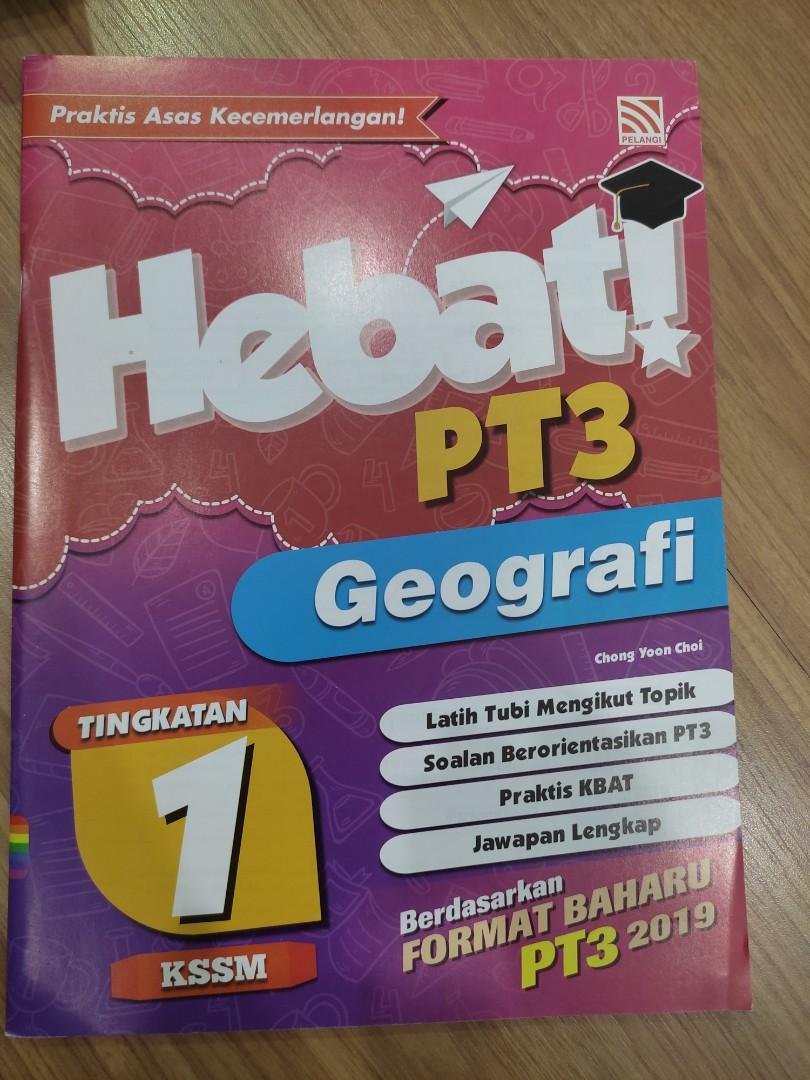 Praktis Asas Kecemerlangan!
PELANGI
Hebat!
PT3
Geografi
Chong Yoon Choi
TINGKATAN
1
KSSM
Latih Tubi Mengikut Topik
Soalan Berorientasikan PT3
Praktis KBAT
Jawapan Lengkap
Berdasarkan
FORMAT BAHARU
PT3 2019